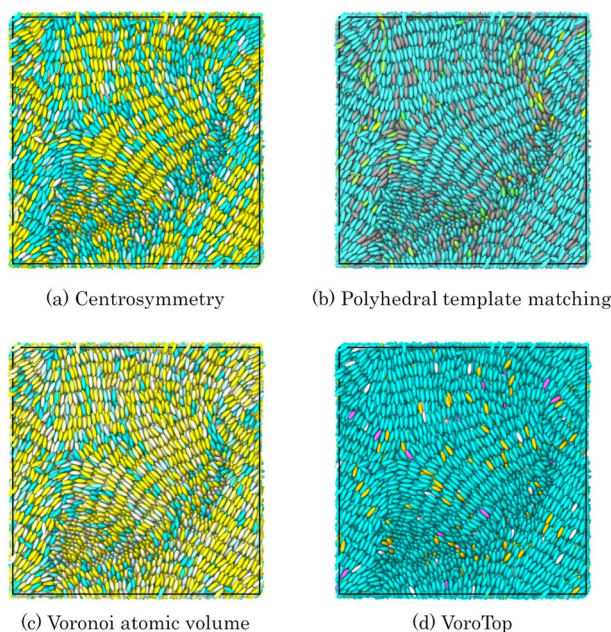 (a) Centrosymmetry
(b) Polyhedral template matching
(c) Voronoi atomic volume
(d) VoroTop